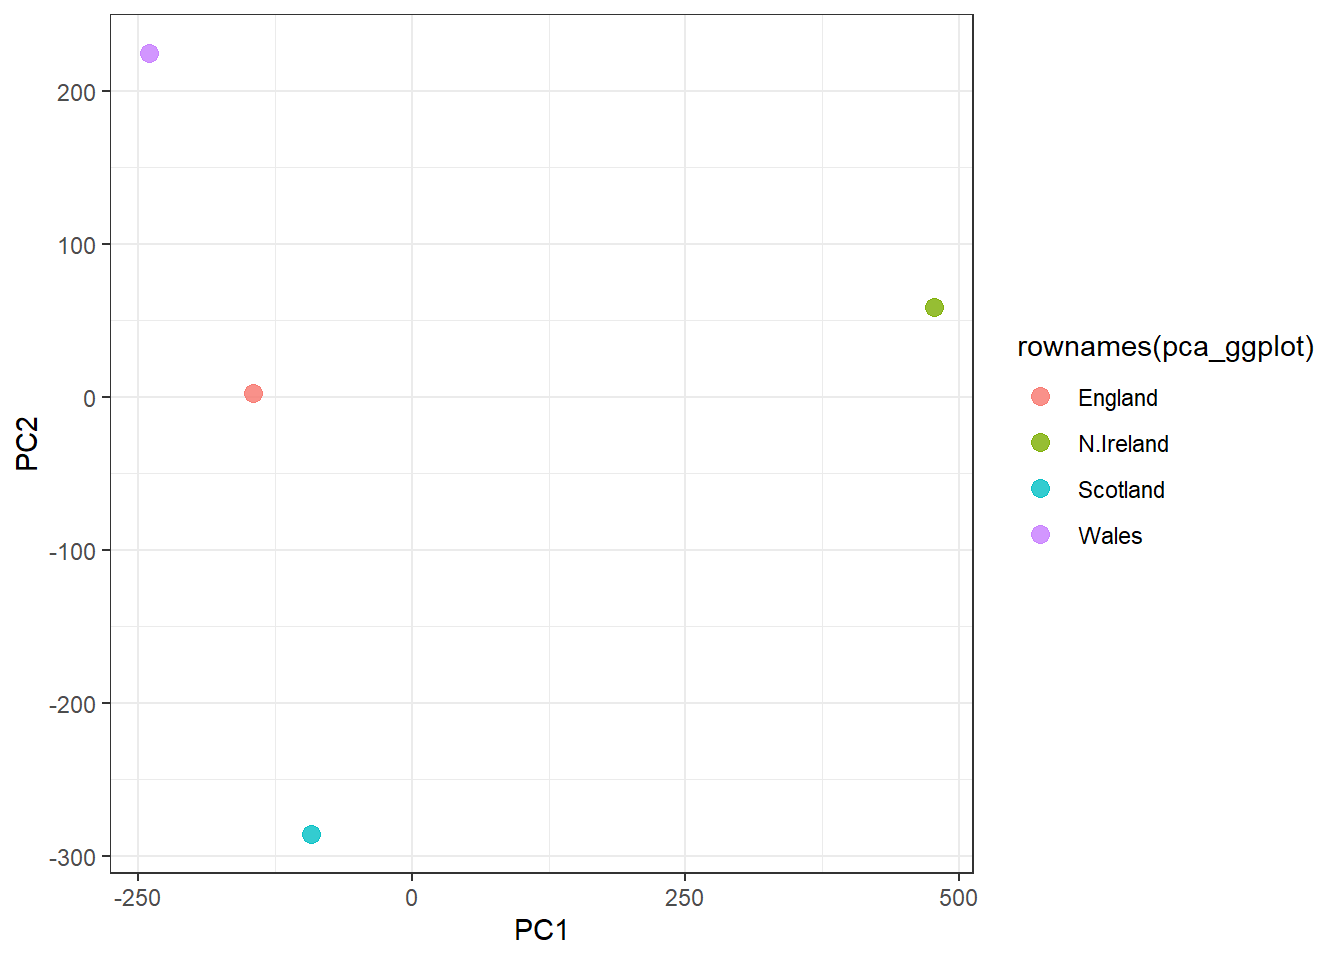 200
100
0
-100
-200
-300
PC2
-250
0
250
500
PC1
rownames(pca_ggplot)
England
N.Ireland
Scotland
Wales